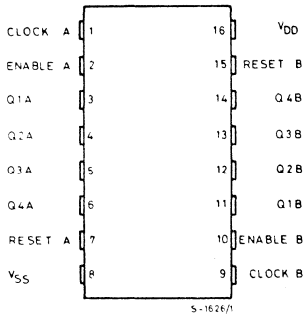 CLOCK A 1 16 VDD
ENABLE A 2 15 RESET B
Q1A 3 14 Q4B
Q2A 4 13 Q3B
Q3A 5 12 Q2B
Q4A 6 11 Q1B
RESET A 7 10 ENABLE B
VSS 8 9 CLOCK B
S-1626/1